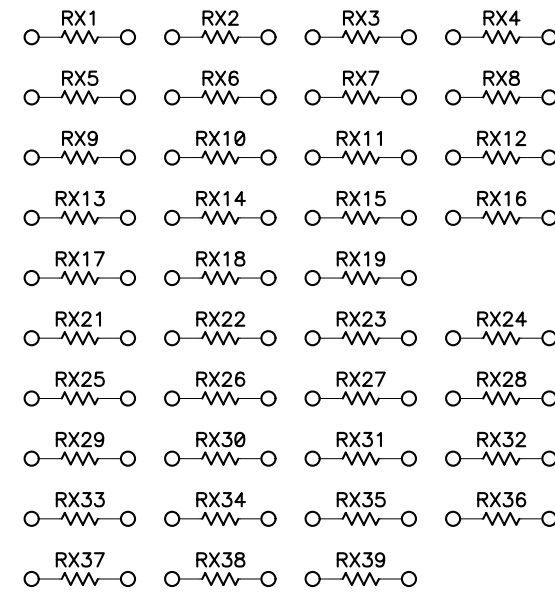 RX1 RX2 RX3 RX4
RX5 RX6 RX7 RX8
RX9 RX10 RX11 RX12
RX13 RX14 RX15 RX16
RX17 RX18 RX19
RX21 RX22 RX23 RX24
RX25 RX26 RX27 RX28
RX29 RX30 RX31 RX32
RX33 RX34 RX35 RX36
RX37 RX38 RX39